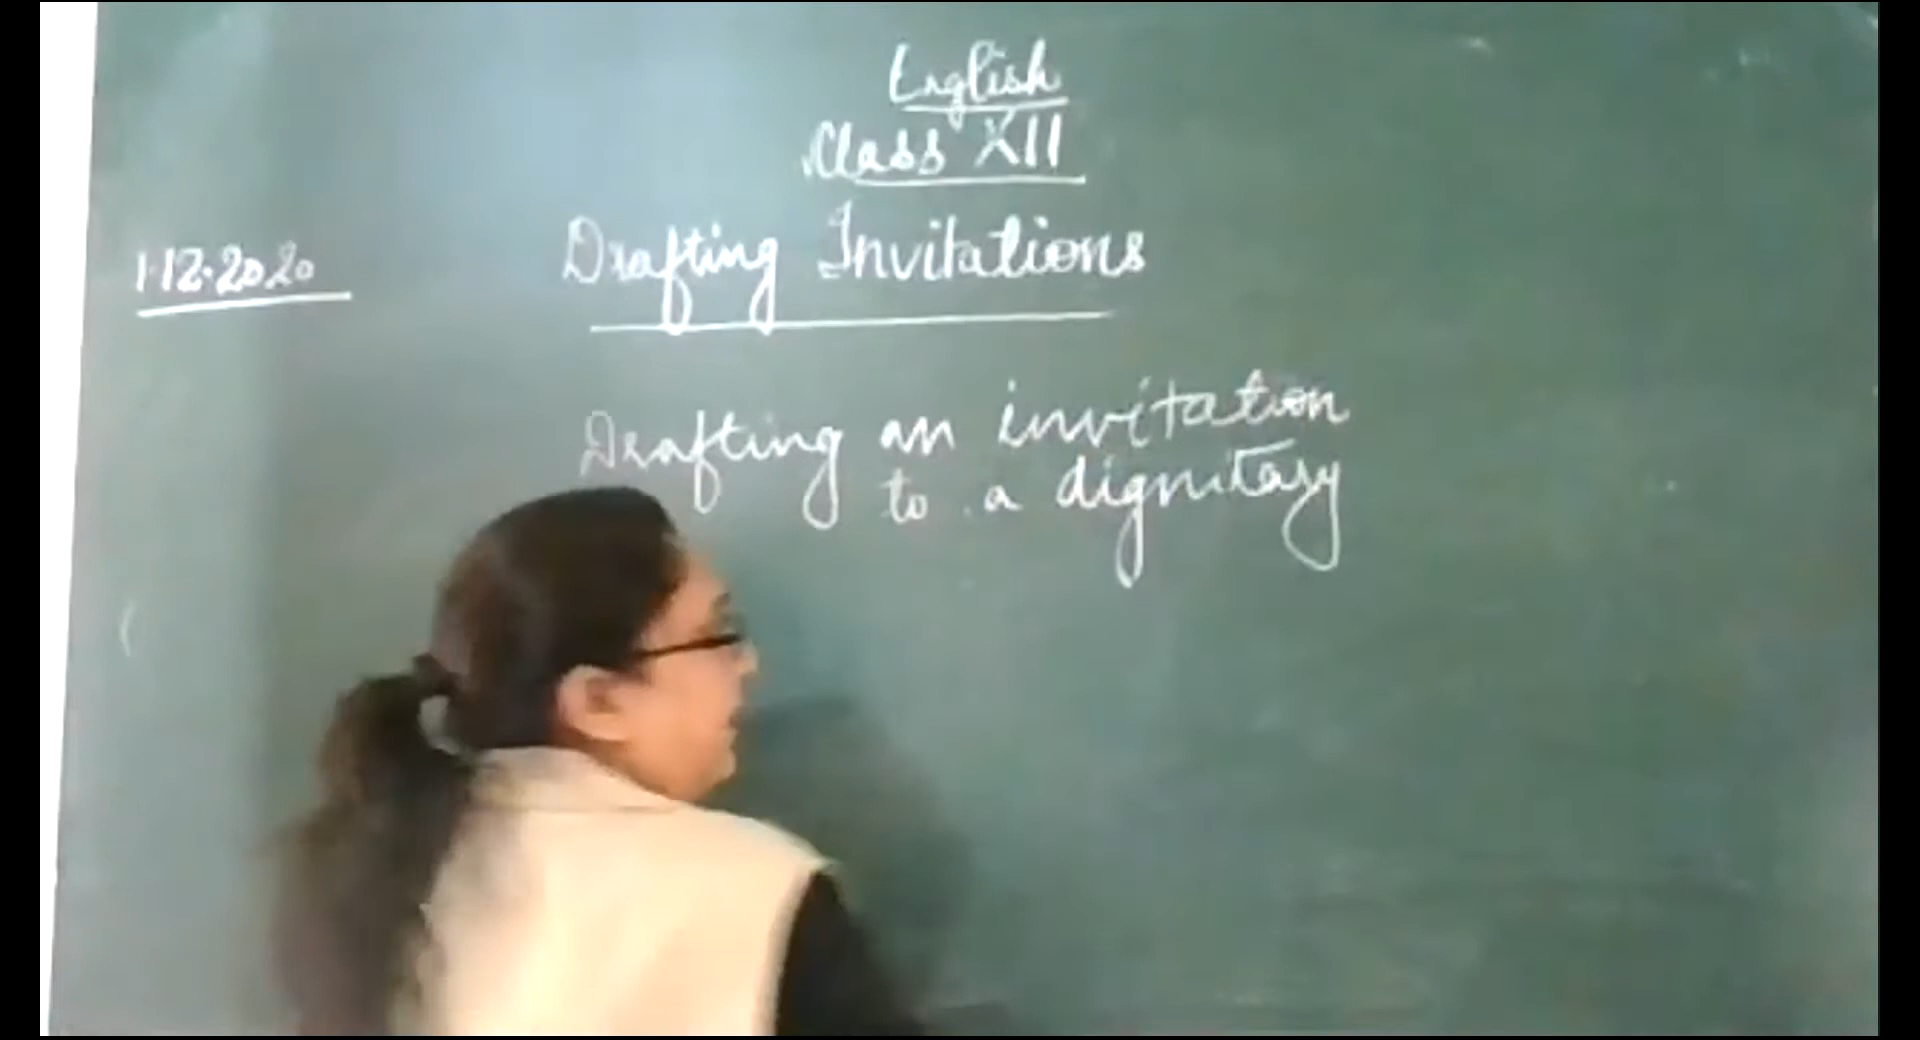 English
Class XII
1.12.2020
Drafting Invitations
Drafting an invitation
to a dignitary